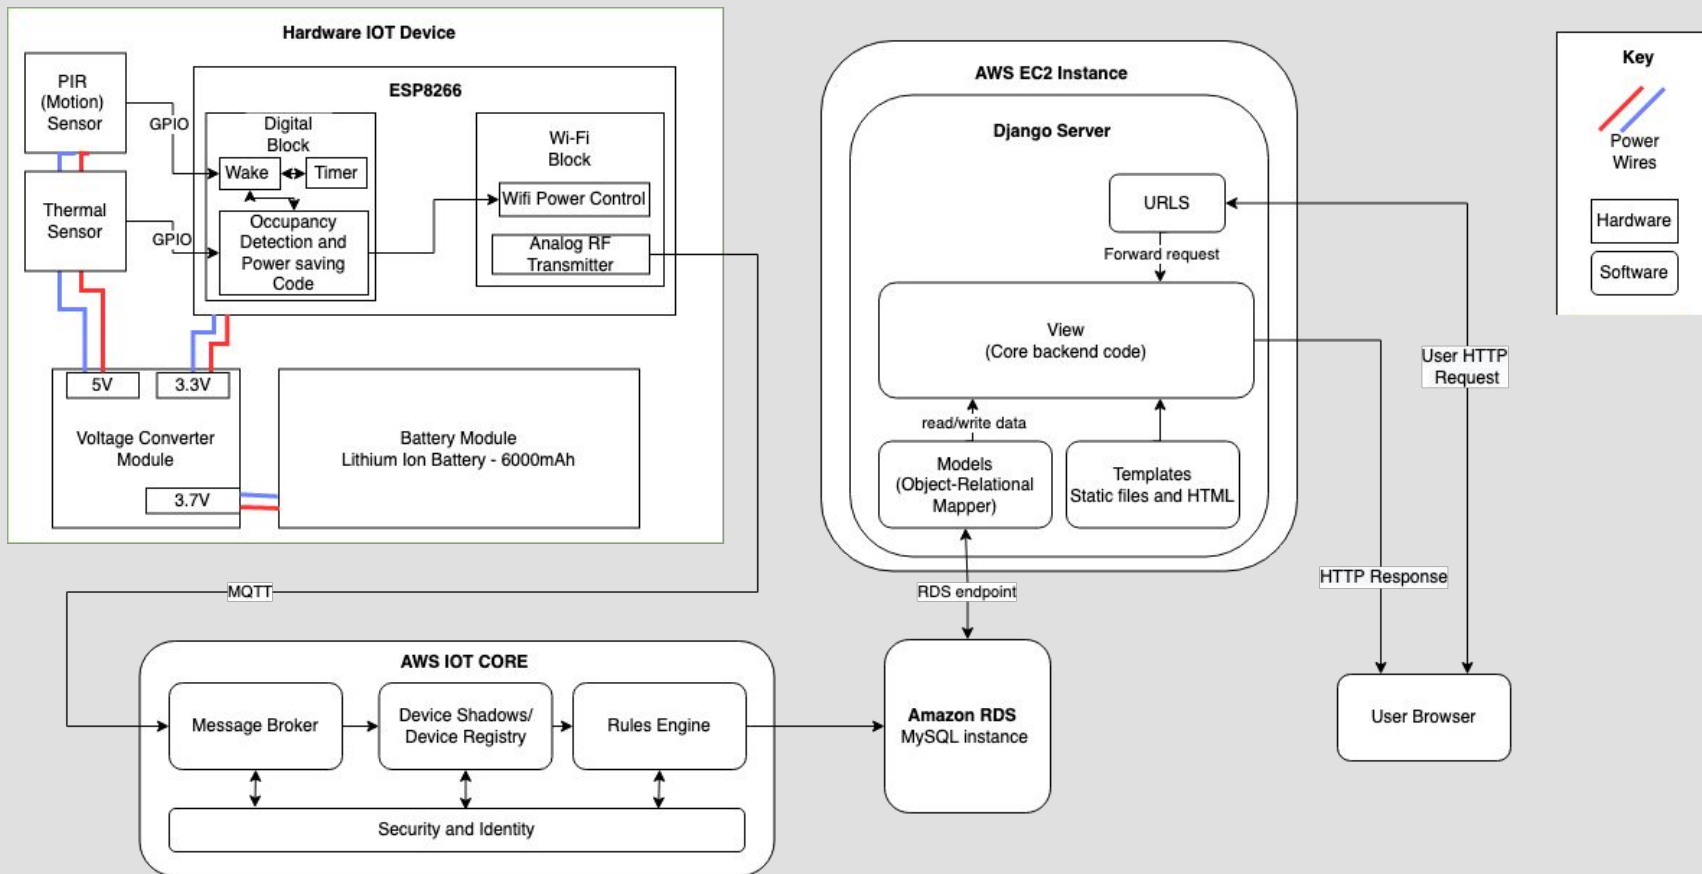 Hardware IOT Device
PIR
(Motion)
Sensor
GPIO
Thermal
Sensor
GPIO
ESP8266
Digital
Block
Wake
Timer
Occupancy
Detection and
Power saving
Code
Wi-Fi
Block
Wifi Power Control
Analog RF
Transmitter
5V
3.3V
Voltage Converter
Module
3.7V
Battery Module
Lithium Ion Battery - 6000mAh
MQTT
AWS IOT CORE
Message Broker
Device Shadows/
Device Registry
Rules Engine
Security and Identity
AWS EC2 Instance
Django Server
URLS
Forward request
View
(Core backend code)
read/write data
Models
(Object-Relational
Mapper)
Templates
Static files and HTML
RDS endpoint
Amazon RDS
MySQL instance
User HTTP
Request
HTTP Response
User Browser
Key
Power
Wires
Hardware
Software